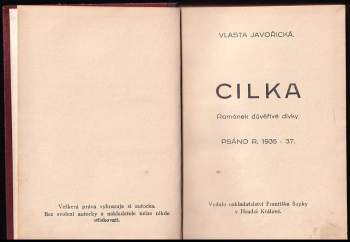 Veškerá práva vyhrazuje si autorka.
Bez svolení autorky a nakladatele nelze nikde
otiskovati.
VLASTA JAVOŘICKÁ.
CILKA
Románek důvěřivé dívky.
PSÁNO R. 1936 - 37.
Vydalo nakladatelství Františka Šupky
v Hradci Králové.